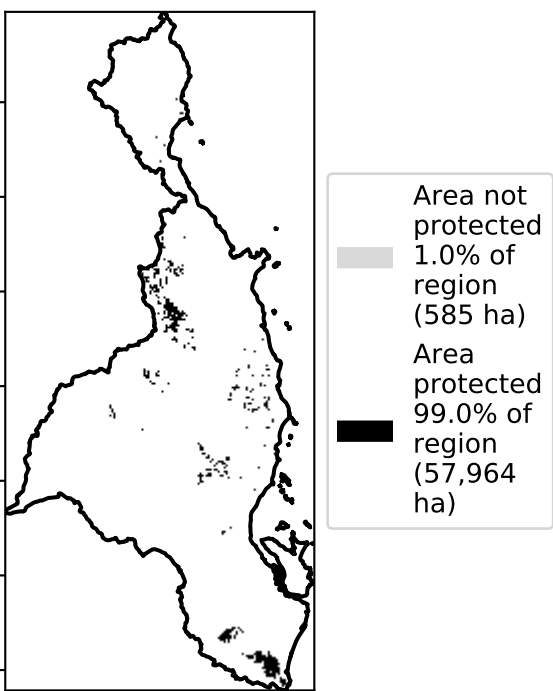 Area not
protected
1.0% of
region
(585 ha)
Area
protected
99.0% of
region
(57,964
ha)